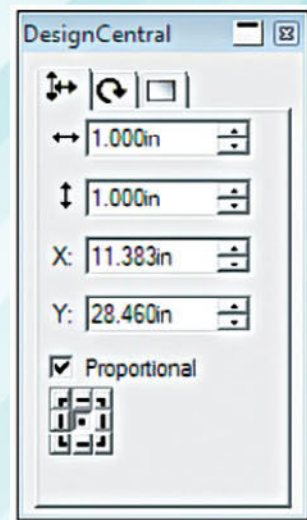 DesignCentral
1.000in
1.000in
X: 11.383in
Y: 28.460in
Proportional